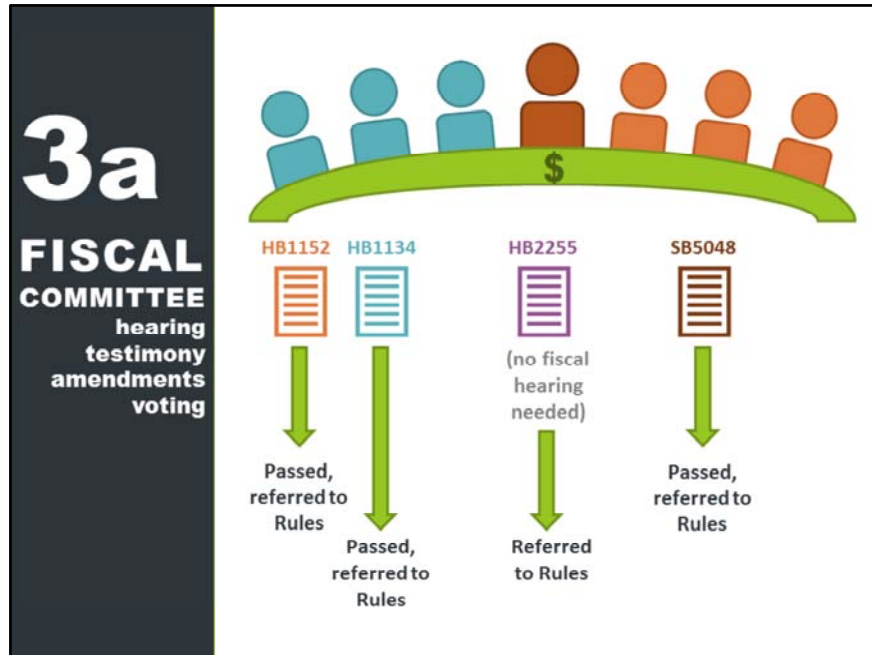 3a
FISCAL
COMMITTEE
hearing
testimony
amendments
voting
$
HB1152
HB1134
HB2255
SB5048
(no fiscal
hearing
needed)
Passed,
referred to
Rules
Passed,
referred to
Rules
Referred
to Rules
Passed,
referred to
Rules